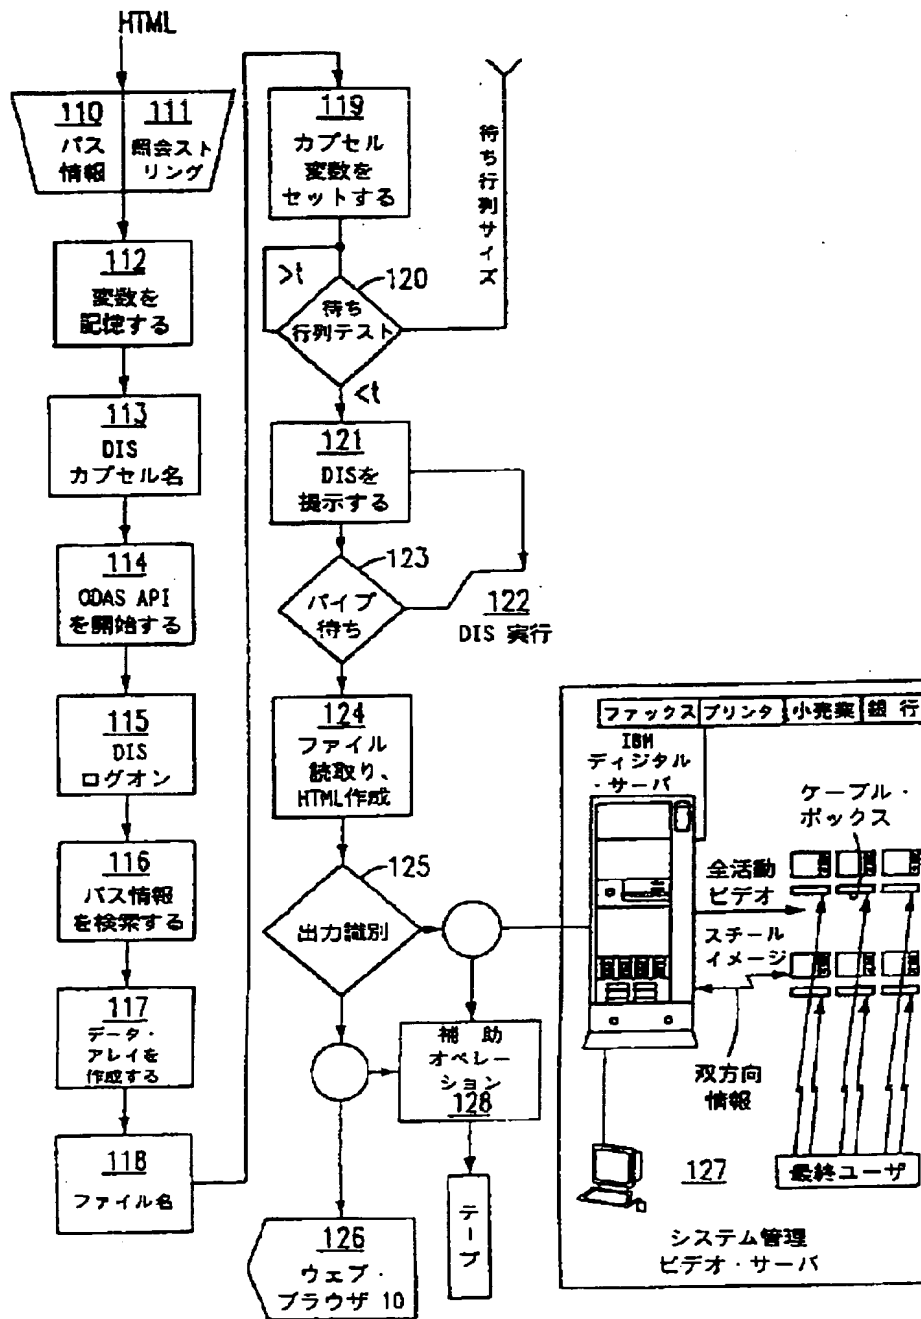 HTML
110
パス
情報
111
照会スト
リング
112
変数を
記憶する
113
DIS
カプセル名
114
ODAS API
を開始する
115
DIS
ログオン
116
パス情報
を検索する
117
データ・
アレイを
作成する
118
ファイル名
119
カプセル
変数を
セットする
待ち行列サイズ
>t
120
待ち
行列テスト
<t
121
DISを
提示する
123
パイプ
待ち
122
DIS 実行
124
ファイル
読取り、
HTML作成
125
出力識別
補助
オペレー
ション
128
テープ
126
ウェブ・
ブラウザ 10
ファックス
プリンタ
小売業
銀行
IBM
ディジタル
・サーバ
ケーブル・
ボックス
全活動
ビデオ
スチール
イメージ
双方向
情報
127
最終ユーザ
システム管理
ビデオ・サーバ